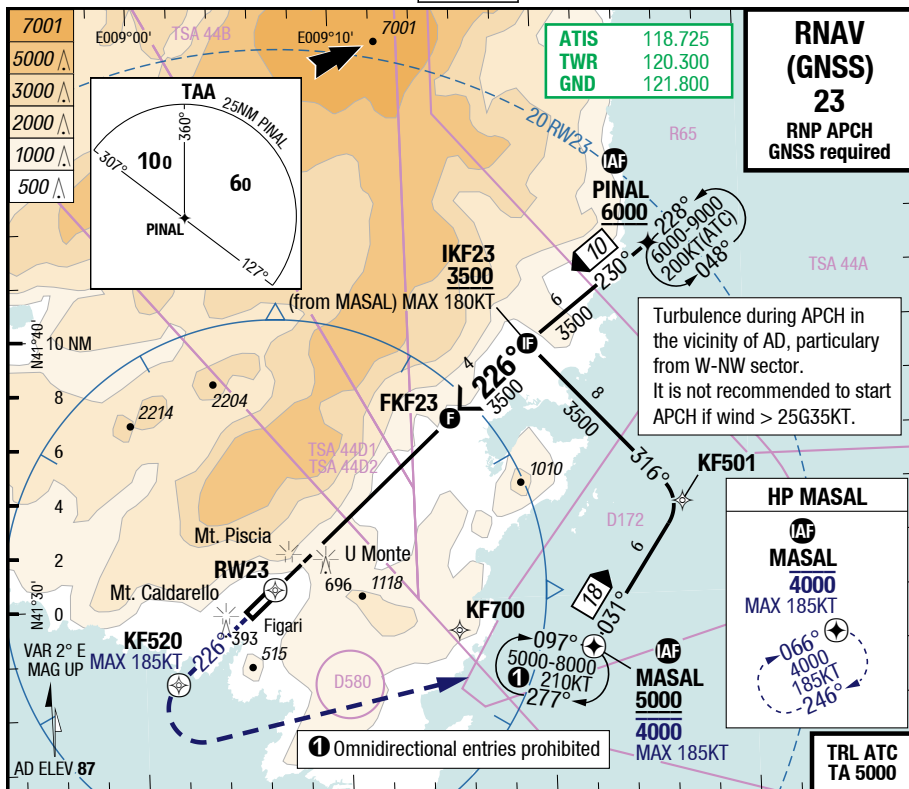 7001
5000
3000
2000
1000
500
E009°00'
TSA 44B
E009°10'
7001
ATIS 118.725
TWR 120.300
GND 121.800
RNAV
(GNSS)
23
RNP APCH
GNSS required
TAA
25NM PINAL
360°
307°
100
60
PINAL
127°
20 RW23
R65
IAF
PINAL
6000
228°
6000-9000
200KT(ATC)
048°
TSA 44A
10
230°
6
3500
IKF23
3500
(from MASAL) MAX 180KT
IF
N41°40'
10 NM
8
6
4
2
0
N41°30'
Turbulence during APCH in
the vicinity of AD, particulary
from W-NW sector.
It is not recommended to start
APCH if wind > 25G35KT.
4
226°
3500
8
3500
316°
FKF23
F
2204
2214
TSA 44D1
TSA 44D2
1010
KF501
D172
6
18
031°
HP MASAL
IAF
MASAL
4000
MAX 185KT
066°
4000
185KT
246°
Mt. Piscia
U Monte
RW23
696
1118
Mt. Caldarello
Figari
393
515
KF700
KF520
MAX 185KT
226°
097°
5000-8000
1 210KT
277°
IAF
MASAL
5000
4000
MAX 185KT
D580
VAR 2° E
MAG UP
1 Omnidirectional entries prohibited
AD ELEV 87
TRL ATC
TA 5000